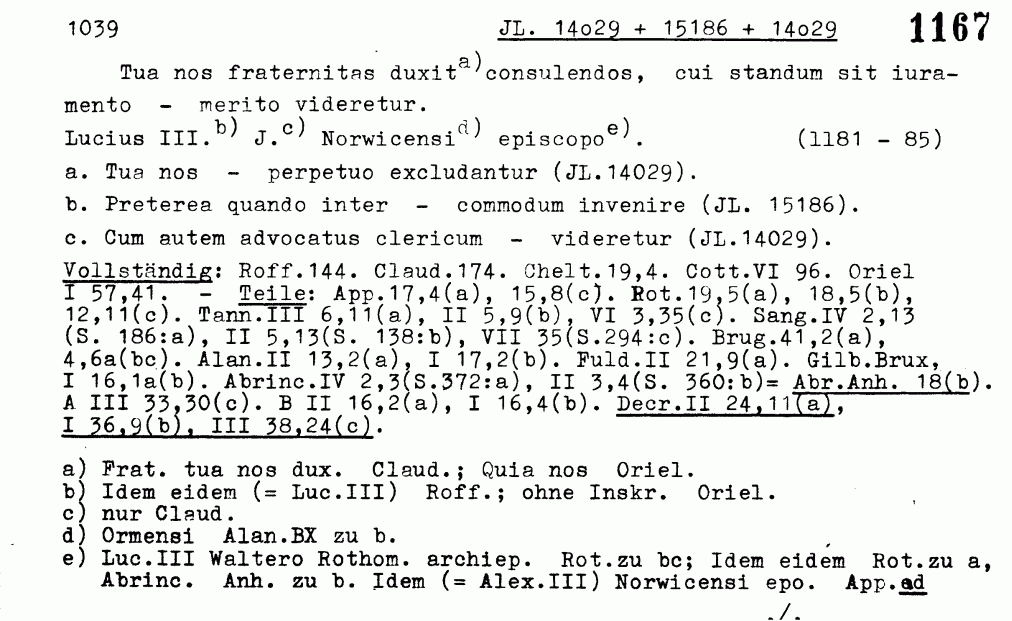 1039 JL. 14o29 + 15186 + 14o29 1167
Tua nos fraternitas duxit a) consulendos, cui standum sit iura-
mento - merito videretur.
Lucius III. b) J. c) Norwicensi d) episcopo e). (1181 - 85)
a. Tua nos - perpetuo excludantur (JL.14029).
b. Preterea quando inter - commodum invenire (JL. 15186).
c. Cum autem advocatus clericum - videretur (JL.14029).
Vollständig: Roff.144. Claud.174. Chelt.19,4. Cott.VI 96. Oriel
I 57,41. - Teile: App.17,4(a), 15,8(c). Rot.19,5(a), 18,5(b),
12,11(c). Tann.III 6,11(a), II 5,9(b), VI 3,35(c). Sang.IV 2,13
(S. 186:a), II 5,13(S. 138:b), VII 35(S.294:c). Brug.41,2(a),
4,6a(bc). Alan.II 13,2(a), I 17,2(b). Fuld.II 21,9(a). Gilb.Brux,
I 16,1a(b). Abrinc.IV 2,3(S.372:a), II 3,4(S. 360:b)= Abr.Anh. 18(b).
A III 33,30(c). B II 16,2(a), I 16,4(b). Decr.II 24,11(a),
I 36,9(b), III 38,24(c).
a) Frat. tua nos dux. Claud.; Quia nos Oriel.
b) Idem eidem (= Luc.III) Roff.; ohne Inskr. Oriel.
c) nur Claud.
d) Ormensi Alan.BX zu b.
e) Luc.III Waltero Rothom. archiep. Rot.zu bc; Idem eidem Rot.zu a,
Abrinc. Anh. zu b. Idem (= Alex.III) Norwicensi epo. App.ad
./.